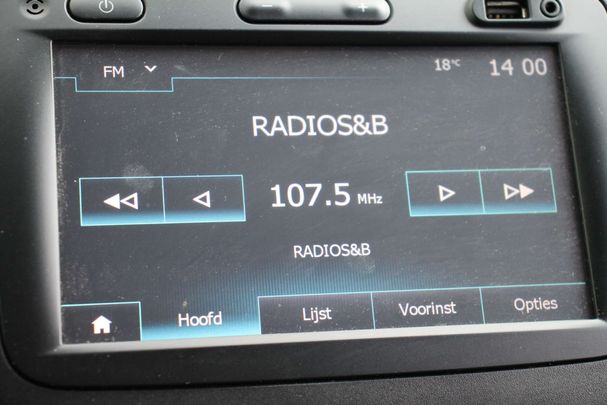 FM
18°C 14 00
RADIOS&B
107.5 MHz
RADIOS&B
Hoofd Lijst Voorinst Opties